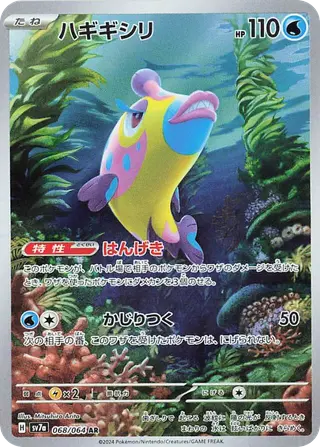 たね
ハギギシリ HP 110
特性 はんげき
このポケモンが、バトル場で相手のポケモンからワザのダメージを受けたとき、ワザを使ったポケモンにダメカンを3個のせる。
かじりつく 50
次の相手の番、このワザを受けたポケモンは、にげられない。
弱点 ×2 抵抗力 にげる
Illus. Mitsuhiro Arita
H sv7a 068/064 AR
©2024 Pokémon/Nintendo/Creatures/GAME FREAK.